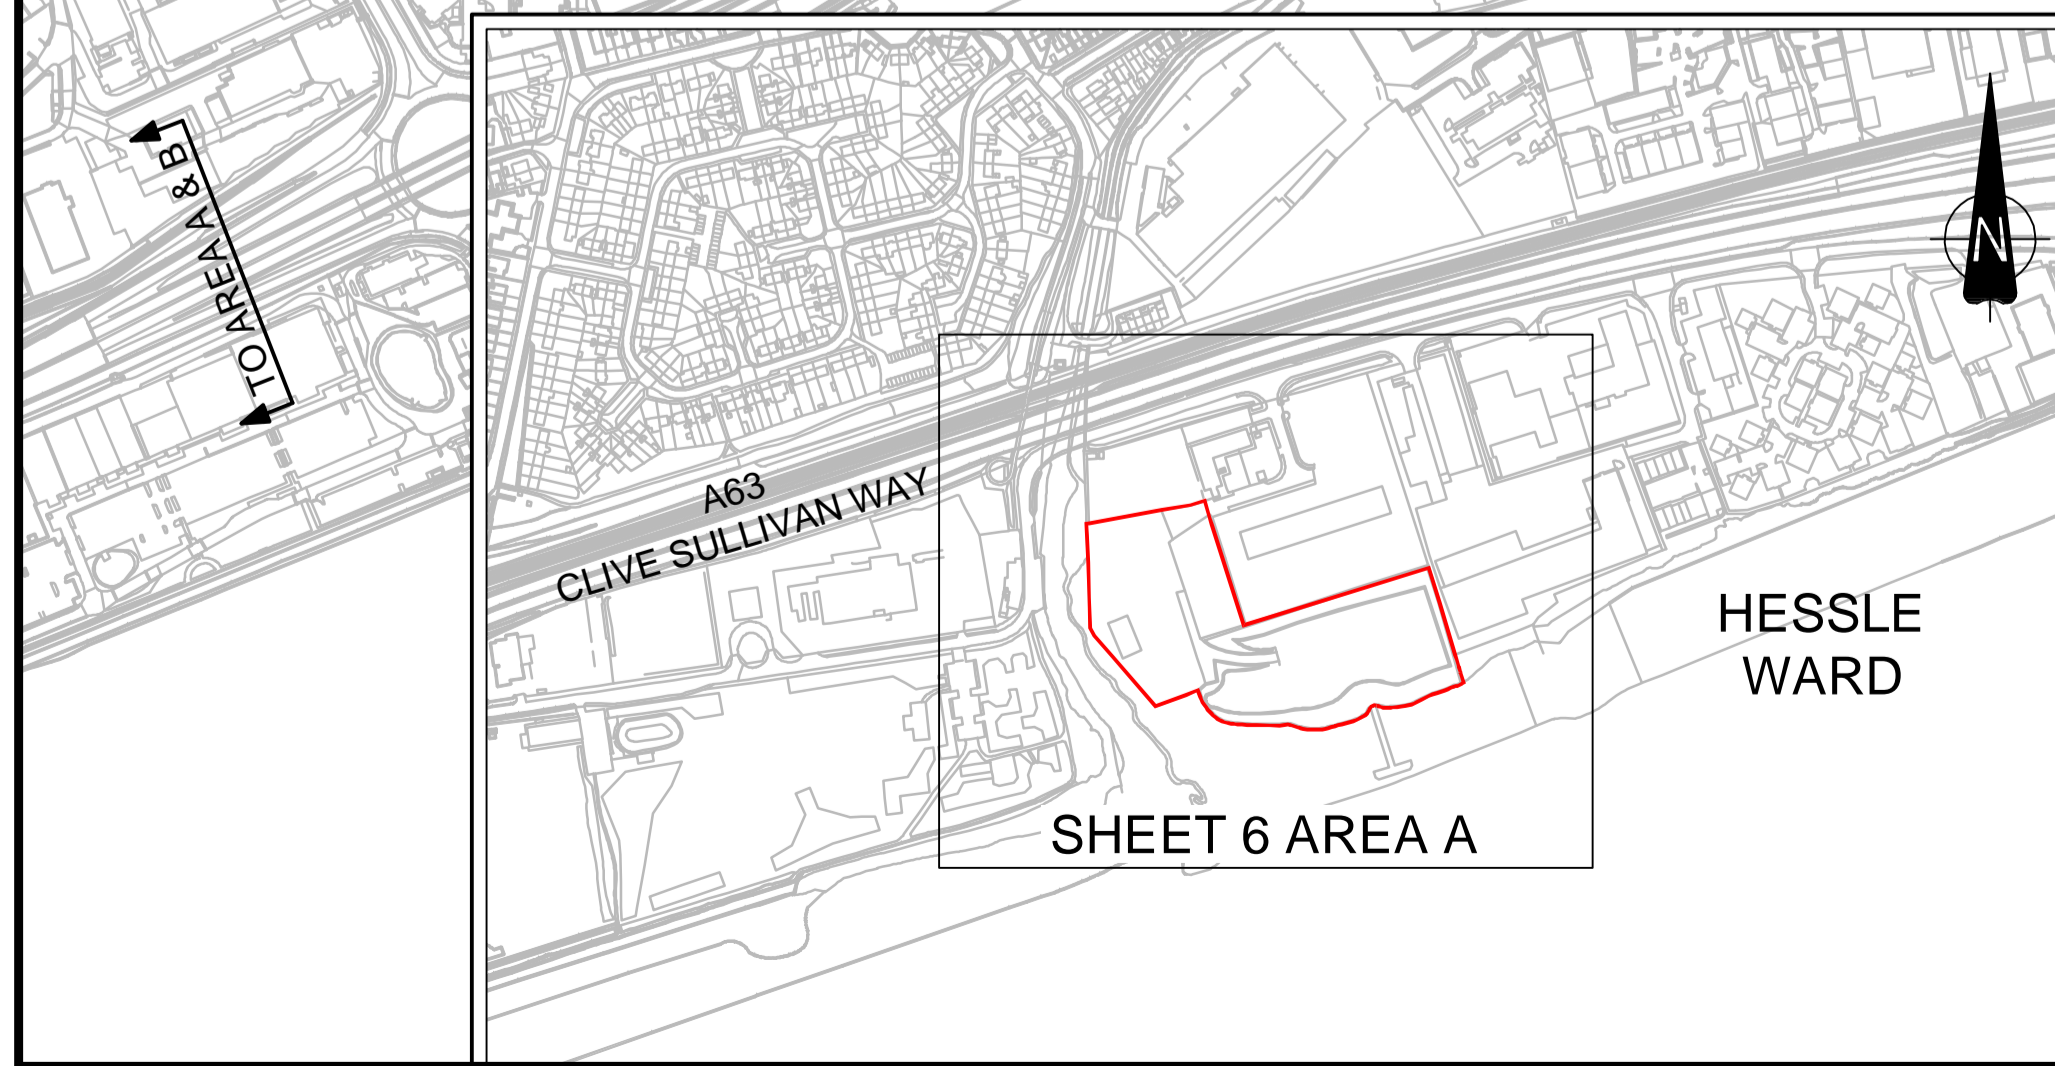 TO AREA A & B
A63
CLIVE SULLIVAN WAY
N
HESSLE
WARD
SHEET 6 AREA A